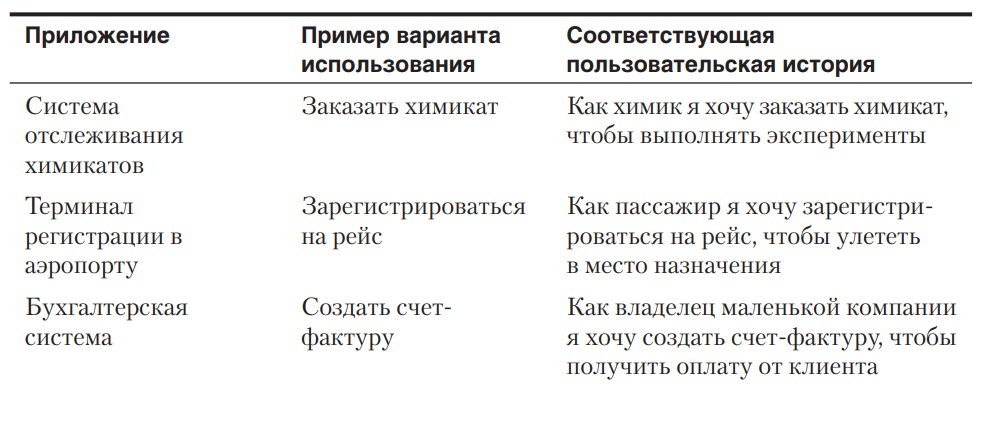 Приложение
Пример варианта
использования
Соответствующая
пользовательская история
Система
отслеживания
химикатов
Заказать химикат
Как химик я хочу заказать химикат,
чтобы выполнять эксперименты
Терминал
регистрации в
аэропорту
Зарегистрироваться
на рейс
Как пассажир я хочу зарегистри-
роваться на рейс, чтобы улететь
в место назначения
Бухгалтерская
система
Создать счет-
фактуру
Как владелец маленькой компании
я хочу создать счет-фактуру, чтобы
получить оплату от клиента